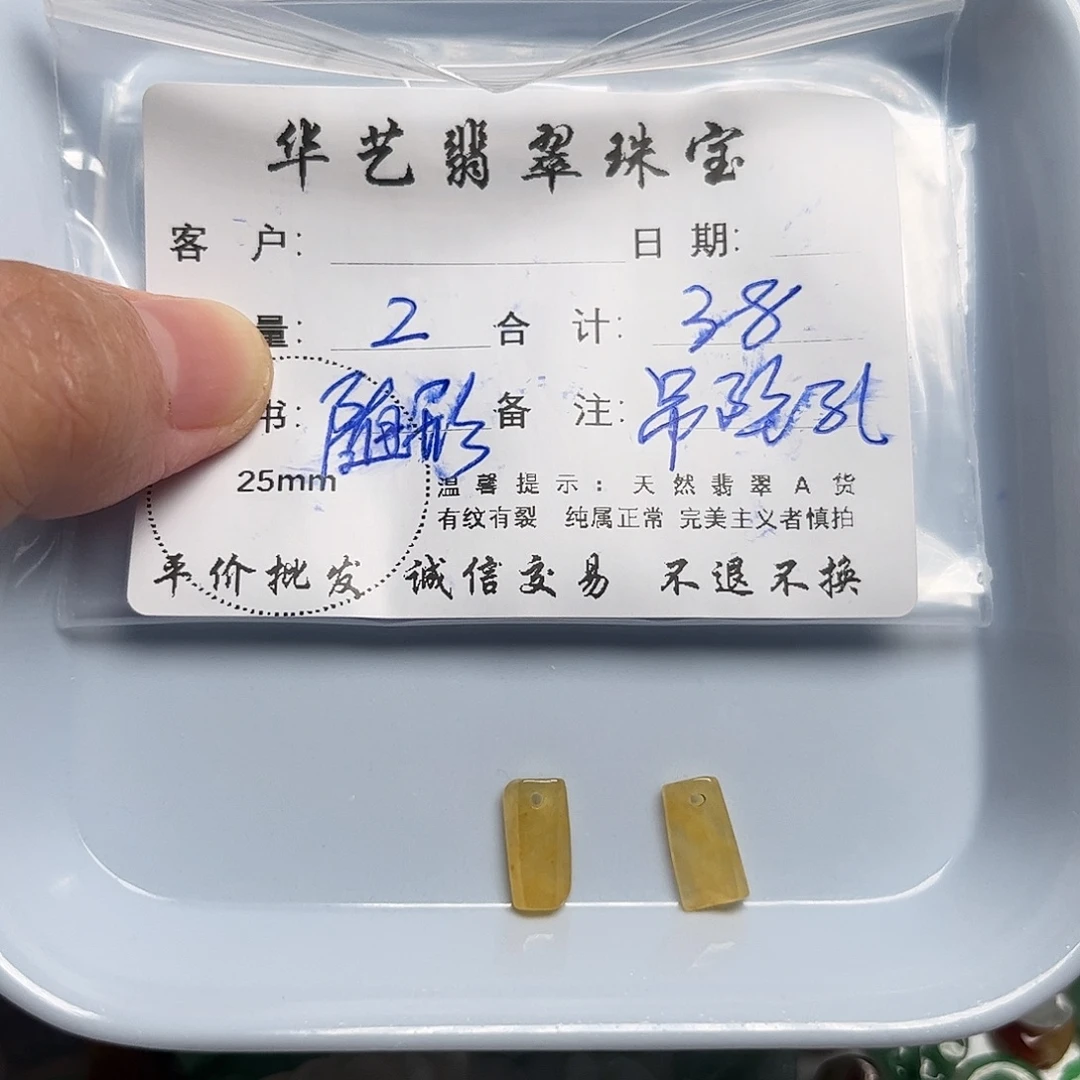 华艺翡翠珠宝
客 户: 日 期:
量: 2 合 计: 38
书: 随形 备 注: 吊 孔
25mm
温馨提示: 天然翡翠A货
有纹有裂 纯属正常 完美主义者慎拍
平价批发 诚信交易 不退不换